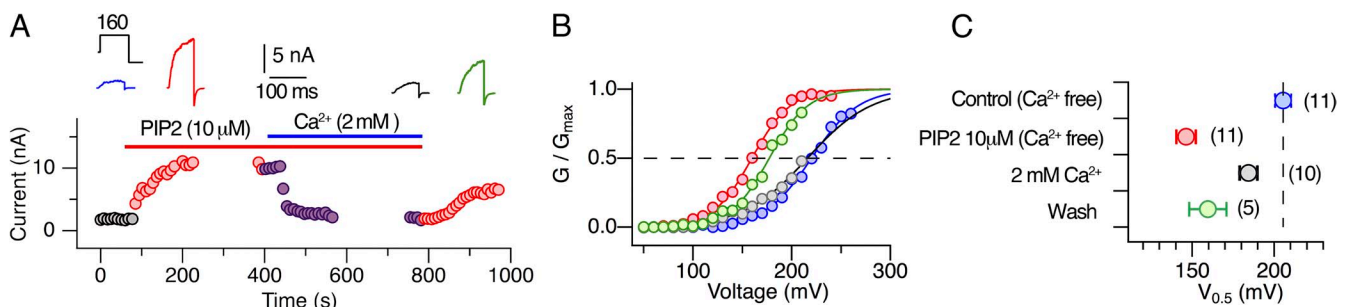 A
160
5 nA
100 ms
PIP2 (10 μM)
Ca²⁺ (2 mM )
Current (nA)
10
0
0
200
400
600
800
1000
Time (s)
B
G / Gmax
1.0
0.5
0.0
100
200
300
Voltage (mV)
C
Control (Ca²⁺ free)
(11)
PIP2 10μM (Ca²⁺ free)
(11)
2 mM Ca²⁺
(10)
Wash
(5)
150
200
V0.5 (mV)